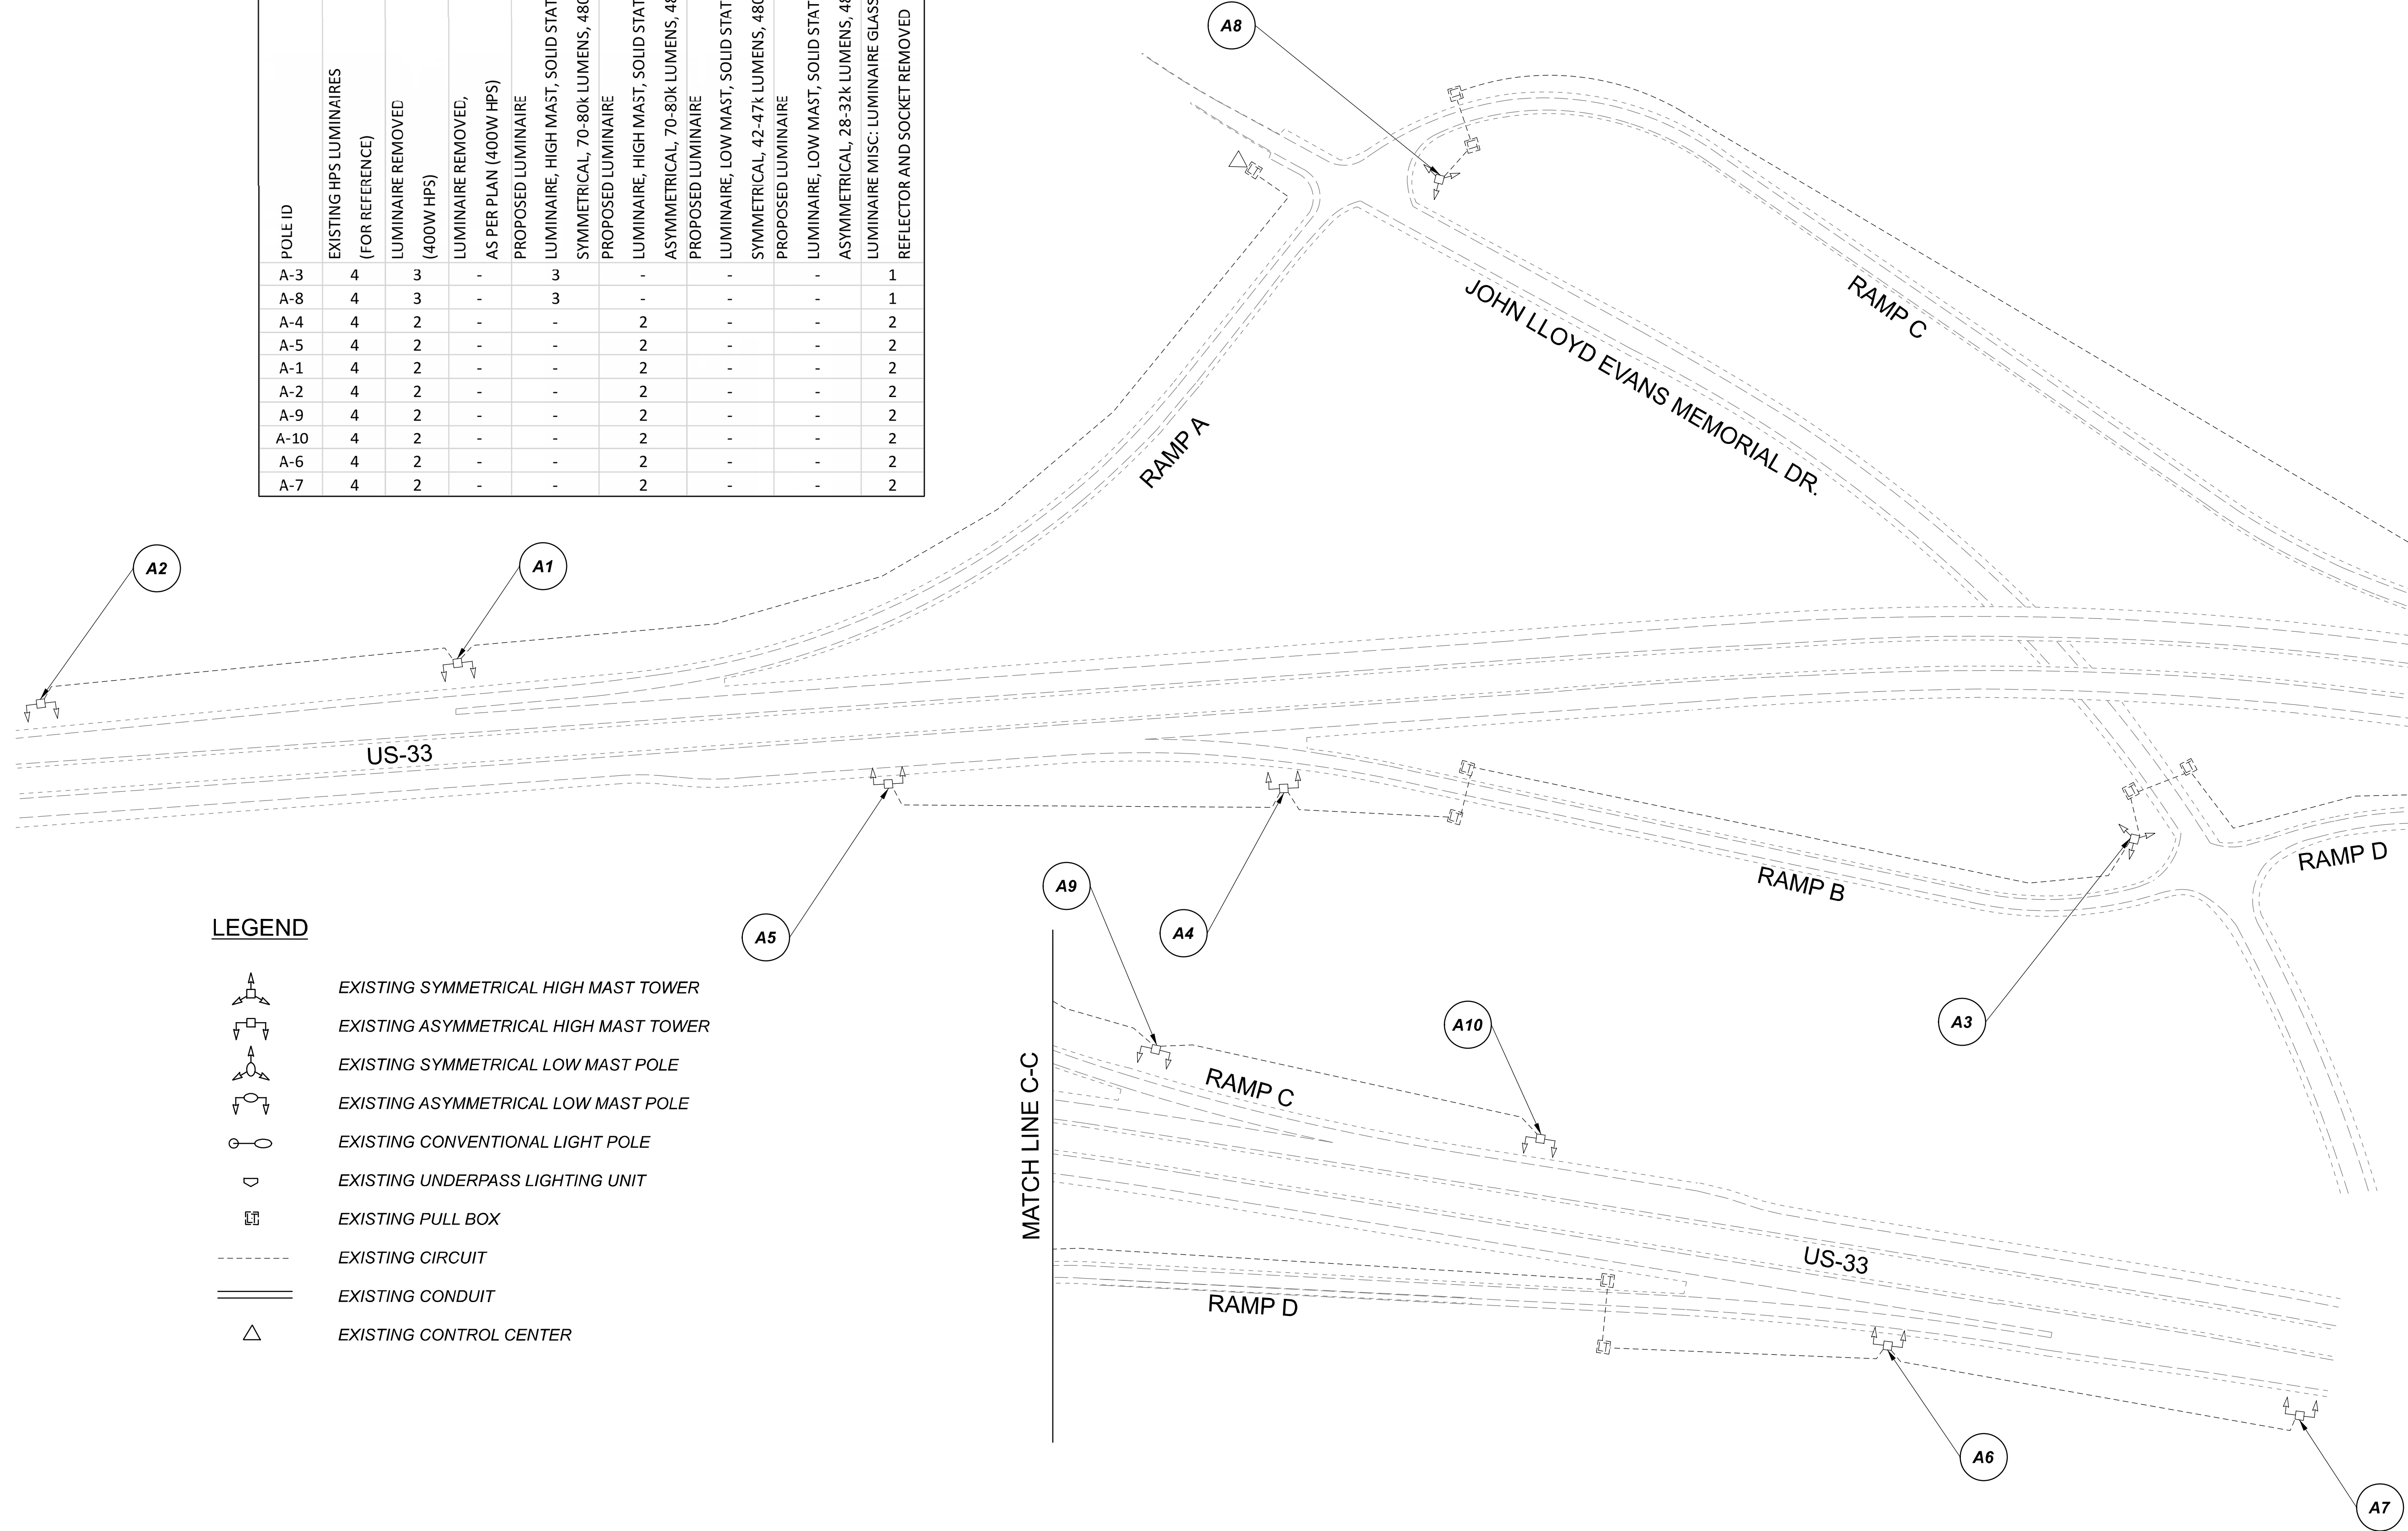 POLE ID
EXISTING HPS LUMINAIRES
(FOR REFERENCE)
LUMINAIRE REMOVED
(400W HPS)
LUMINAIRE REMOVED,
AS PER PLAN (400W HPS)
PROPOSED LUMINAIRE
LUMINAIRE, HIGH MAST, SOLID
SYMMETRICAL, 70-80k LUMENS,
PROPOSED LUMINAIRE
LUMINAIRE, HIGH MAST, SOLID
ASYMMETRICAL, 70-80k LUMENS,
PROPOSED LUMINAIRE
LUMINAIRE, LOW MAST, SOLID
SYMMETRICAL, 42-47k LUMENS,
PROPOSED LUMINAIRE
LUMINAIRE, LOW MAST, SOLID
ASYMMETRICAL, 28-32k LUMENS,
LUMINAIRE MISC: LUMINAIRE GLASS
REFLECTOR AND SOCKET REMOVED
A-3 4 3 - 3 - - - 1
A-8 4 3 - 3 - - - 1
A-4 4 2 - - 2 - - 2
A-5 4 2 - - 2 - - 2
A-1 4 2 - - 2 - - 2
A-2 4 2 - - 2 - - 2
A-9 4 2 - - 2 - - 2
A-10 4 2 - - 2 - - 2
A-6 4 2 - - 2 - - 2
A-7 4 2 - - 2 - - 2
A8
RAMP C
JOHN LLOYD EVANS MEMORIAL DR.
RAMP A
A2
A1
US-33
RAMP B
RAMP D
A5
A9
A4
A3
LEGEND
EXISTING SYMMETRICAL HIGH MAST TOWER
EXISTING ASYMMETRICAL HIGH MAST TOWER
EXISTING SYMMETRICAL LOW MAST POLE
EXISTING ASYMMETRICAL LOW MAST POLE
EXISTING CONVENTIONAL LIGHT POLE
EXISTING UNDERPASS LIGHTING UNIT
EXISTING PULL BOX
EXISTING CIRCUIT
EXISTING CONDUIT
EXISTING CONTROL CENTER
MATCH LINE C-C
A10
RAMP C
US-33
RAMP D
A6
A7